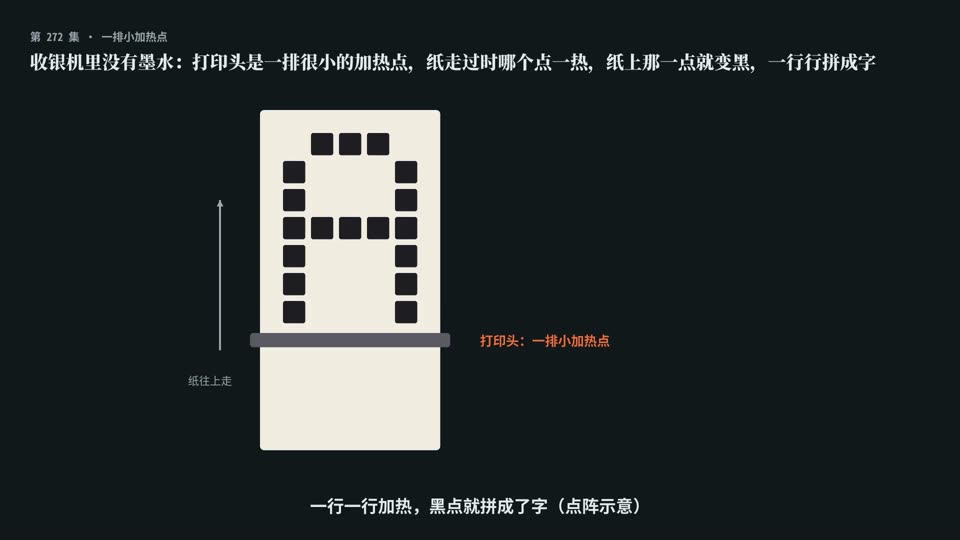 第 272 集 · 一排小加热点
收银机里没有墨水：打印头是一排很小的加热点，纸走过时哪个点一热，纸上那一点就变黑，一行行拼成字
打印头：一排小加热点
纸往上走
一行一行加热，黑点就拼成了字（点阵示意）